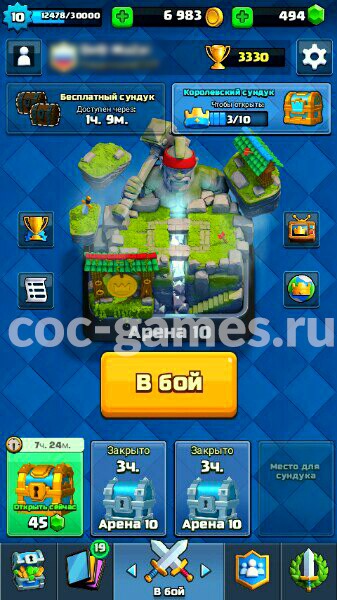 10
12478/30000
6 983
494
3330
Бесплатный сундук
Доступен через:
1ч. 9м.
Королевский сундук
Чтобы открыть:
3/10
coc-games.ru
Арена 10
В бой
7ч. 24м.
Открыть сейчас
45
Закрыто
3ч.
Арена 10
Закрыто
3ч.
Арена 10
Место для
сундука
19
В бой